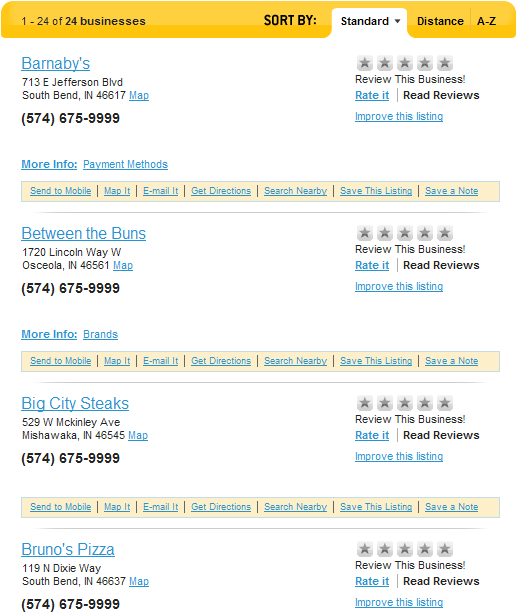 1 - 24 of 24 businesses SORT BY: Standard Distance A-Z
Barnaby's
713 E Jefferson Blvd
South Bend, IN 46617 Map
(574) 675-9999
Review This Business!
Rate it Read Reviews
Improve this listing
More Info: Payment Methods
Send to Mobile | Map It | E-mail It | Get Directions | Search Nearby | Save This Listing | Save a Note
Between the Buns
1720 Lincoln Way W
Osceola, IN 46561 Map
(574) 675-9999
Review This Business!
Rate it Read Reviews
Improve this listing
More Info: Brands
Send to Mobile | Map It | E-mail It | Get Directions | Search Nearby | Save This Listing | Save a Note
Big City Steaks
529 W Mckinley Ave
Mishawaka, IN 46545 Map
(574) 675-9999
Review This Business!
Rate it Read Reviews
Improve this listing
Send to Mobile | Map It | E-mail It | Get Directions | Search Nearby | Save This Listing | Save a Note
Bruno's Pizza
119 N Dixie Way
South Bend, IN 46637 Map
(574) 675-9999
Review This Business!
Rate it Read Reviews
Improve this listing